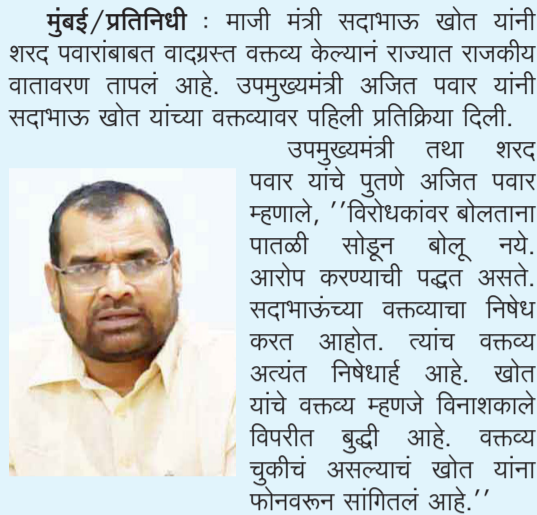 मुंबई/प्रतिनिधी : माजी मंत्री सदाभाऊ खोत यांनी
शरद पवारांबाबत वादग्रस्त वक्तव्य केल्यानं राज्यात राजकीय
वातावरण तापलं आहे. उपमुख्यमंत्री अजित पवार यांनी
सदाभाऊ खोत यांच्या वक्तव्यावर पहिली प्रतिक्रिया दिली.
उपमुख्यमंत्री तथा शरद
पवार यांचे पुतणे अजित पवार
म्हणाले, ’’विरोधकांवर बोलताना
पातळी सोडून बोलू नये.
आरोप करण्याची पद्धत असते.
सदाभाऊंच्या वक्तव्याचा निषेध
करत आहोत. त्यांच वक्तव्य
अत्यंत निषेधार्ह आहे. खोत
यांचे वक्तव्य म्हणजे विनाशकाले
विपरीत बुद्धी आहे. वक्तव्य
चुकीचं असल्याचं खोत यांना
फोनवरून सांगितलं आहे.’’